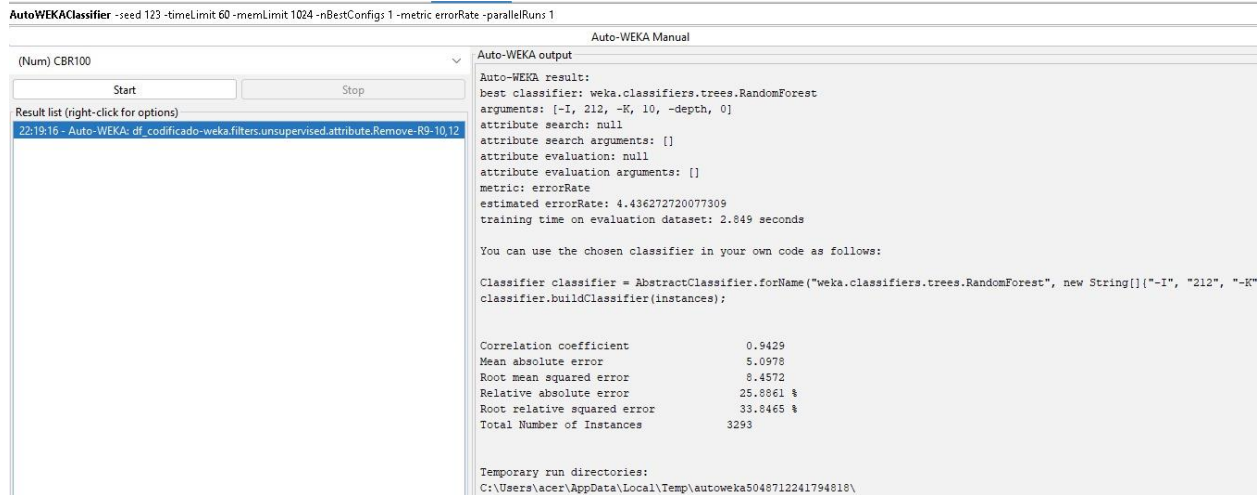 AutoWEKAClassifier -seed 123 -timeLimit 60 -memLimit 1024 -nBestConfigs 1 -metric errorRate -parallelRuns 1
Auto-WEKA Manual
(Num) CBR100
Start
Stop
Result list (right-click for options)
22:19:16 - Auto-WEKA: df_codificado-weka.filters.unsupervised.attribute.Remove-R9-10,12
Auto-WEKA output
Auto-WEKA result:
best classifier: weka.classifiers.trees.RandomForest
arguments: [-I, 212, -K, 10, -depth, 0]
attribute search: null
attribute search arguments: []
attribute evaluation: null
attribute evaluation arguments: []
metric: errorRate
estimated errorRate: 4.436272720077309
training time on evaluation dataset: 2.849 seconds
You can use the chosen classifier in your own code as follows:
Classifier classifier = AbstractClassifier.forName("weka.classifiers.trees.RandomForest", new String[]{"-I", "212", "-K"
classifier.buildClassifier(instances);
Correlation coefficient 0.9429
Mean absolute error 5.0978
Root mean squared error 8.4572
Relative absolute error 25.8861 %
Root relative squared error 33.8465 %
Total Number of Instances 3293
Temporary run directories:
C:\Users\acer\AppData\Local\Temp\autoweka5048712241794818\